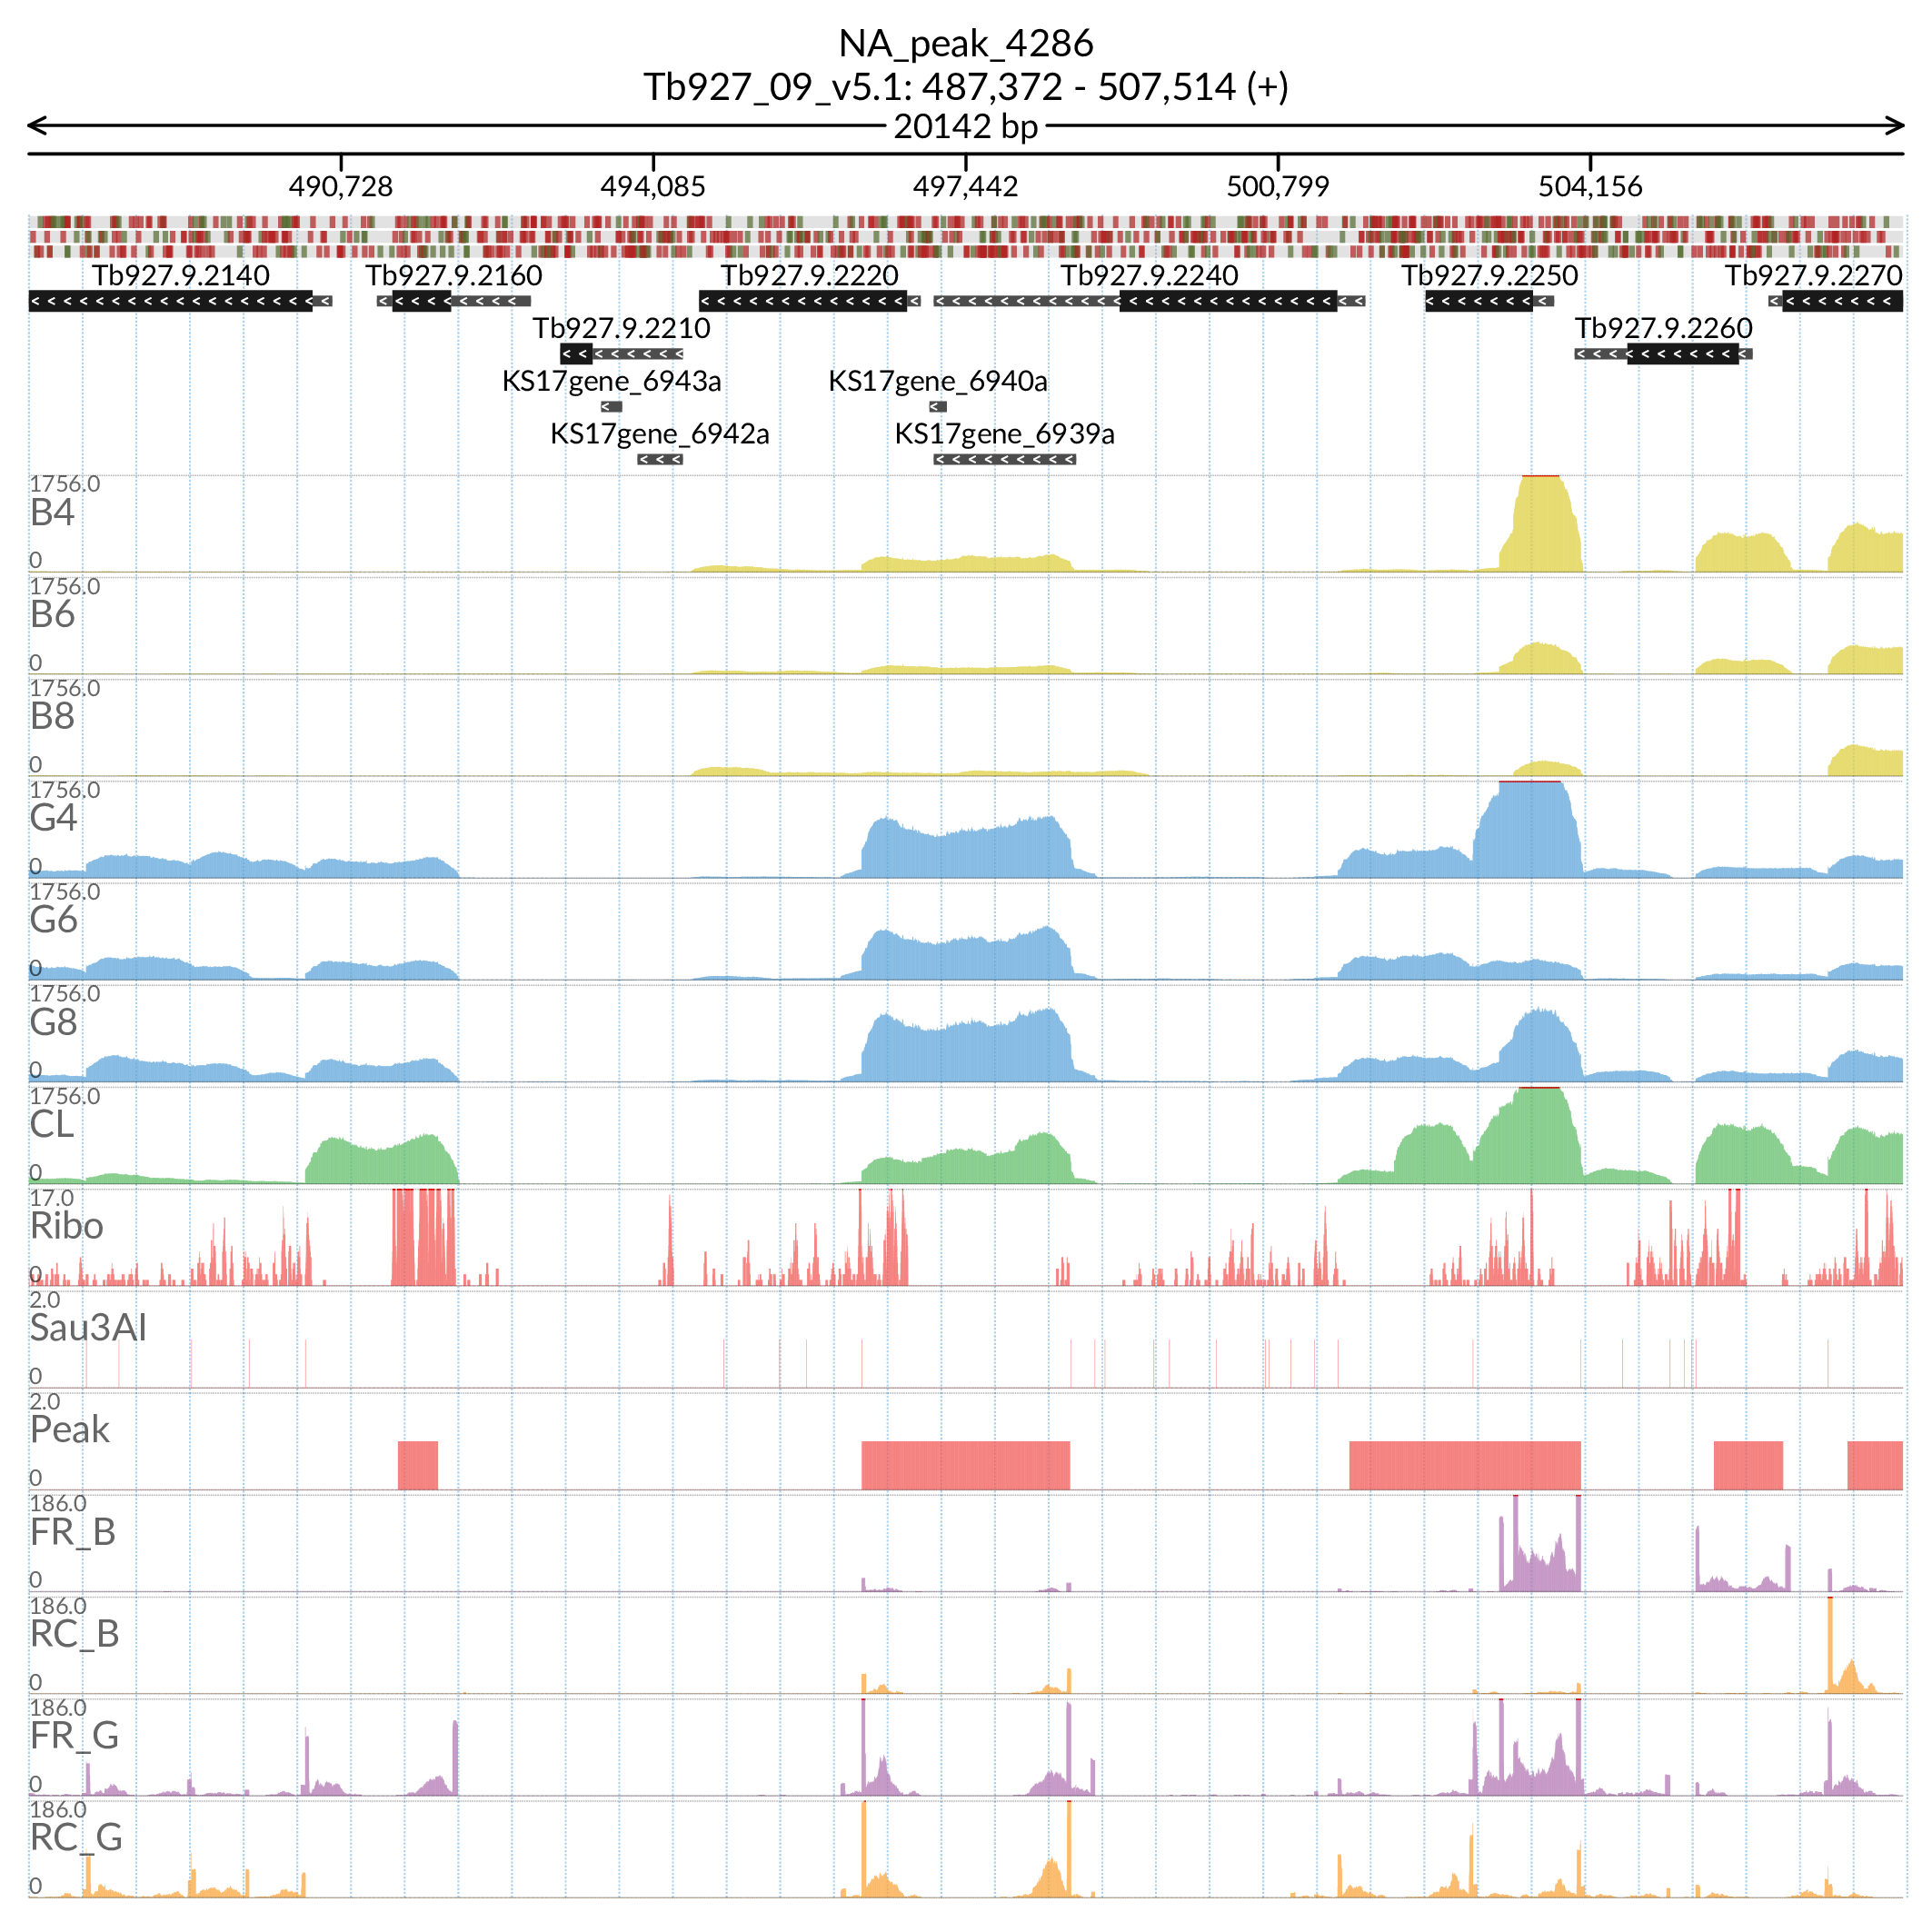 NA_peak_4286
Tb927_09_v5.1: 487,372 - 507,514 (+)
20142 bp
490,728 494,085 497,442 500,799 504,156
Tb927.9.2140 Tb927.9.2160 Tb927.9.2220 Tb927.9.2240 Tb927.9.2250 Tb927.9.2270
Tb927.9.2210 Tb927.9.2260
KS17gene_6943a KS17gene_6940a
KS17gene_6942a KS17gene_6939a
1756.0
B4
0
1756.0
B6
0
1756.0
B8
0
1756.0
G4
0
1756.0
G6
0
1756.0
G8
0
1756.0
CL
0
17.0
Ribo
0
2.0
Sau3AI
0
2.0
Peak
0
186.0
FR_B
0
186.0
RC_B
0
186.0
FR_G
0
186.0
RC_G
0